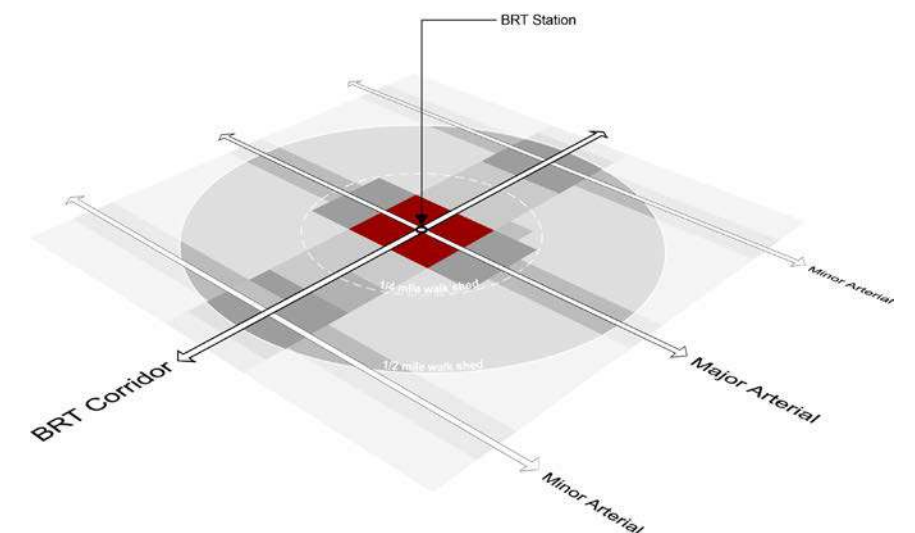 BRT Station
Minor Arterial
1/4 mile walk shed
1/2 mile walk shed
BRT Corridor
Major Arterial
Minor Arterial